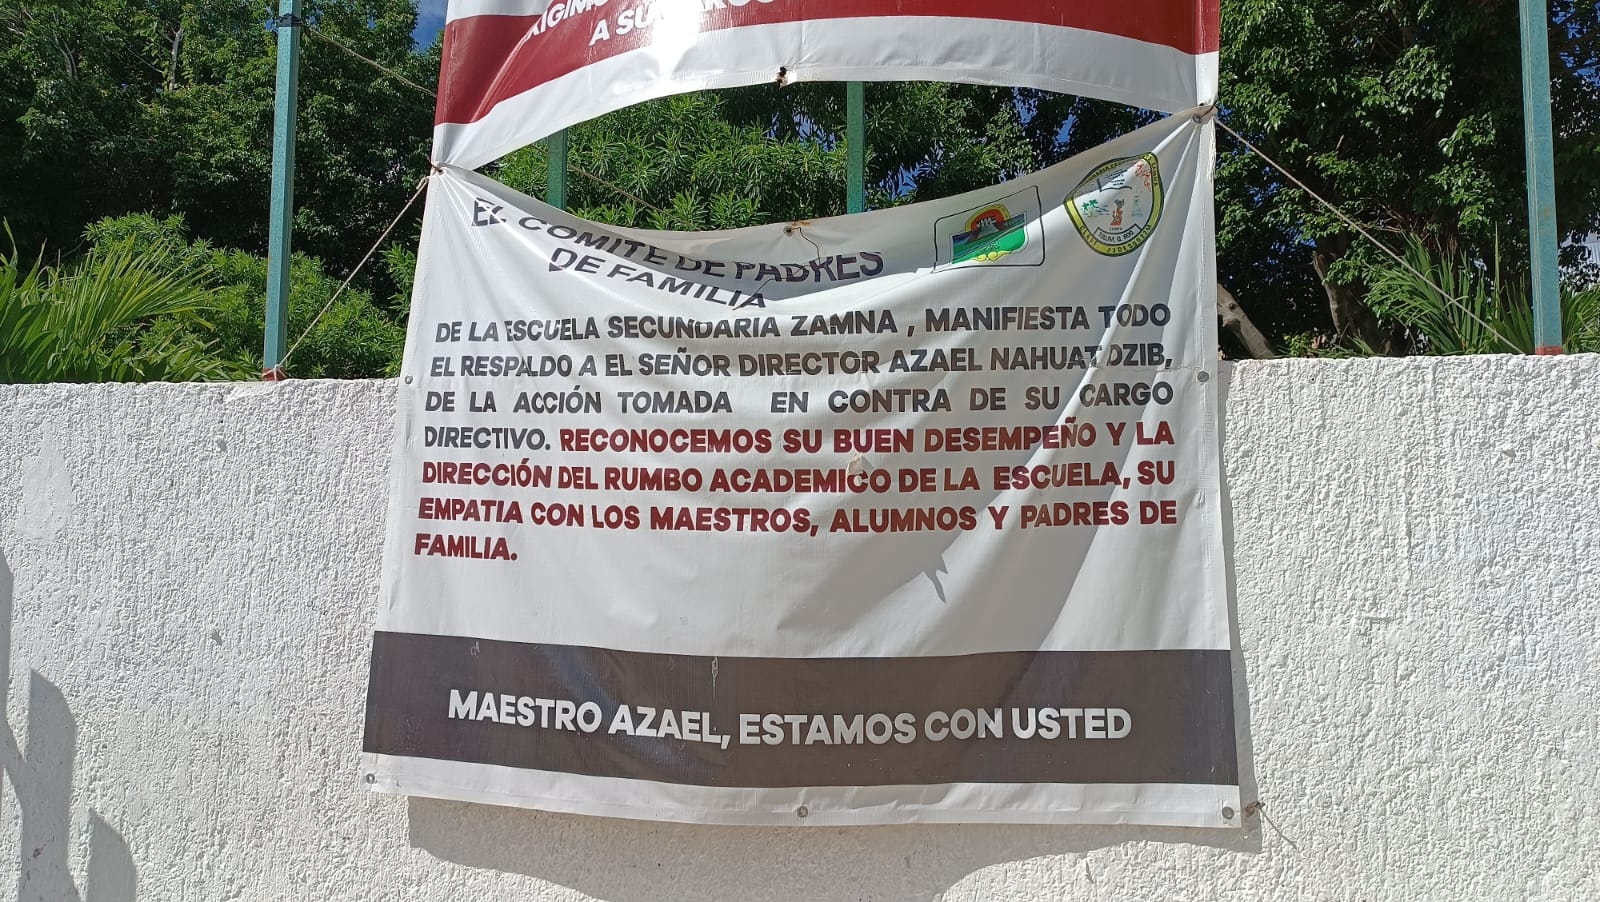 A SU
EL COMITE DE PADRES
DE FAMILIA
DE LA ESCUELA SECUNDARIA ZAMNA , MANIFIESTA TODO
EL RESPALDO A EL SEÑOR DIRECTOR AZAEL NAHUAT DZIB,
DE LA ACCIÓN TOMADA EN CONTRA DE SU CARGO
DIRECTIVO. RECONOCEMOS SU BUEN DESEMPEÑO Y LA
DIRECCIÓN DEL RUMBO ACADEMICO DE LA ESCUELA, SU
EMPATIA CON LOS MAESTROS, ALUMNOS Y PADRES DE
FAMILIA.
MAESTRO AZAEL, ESTAMOS CON USTED